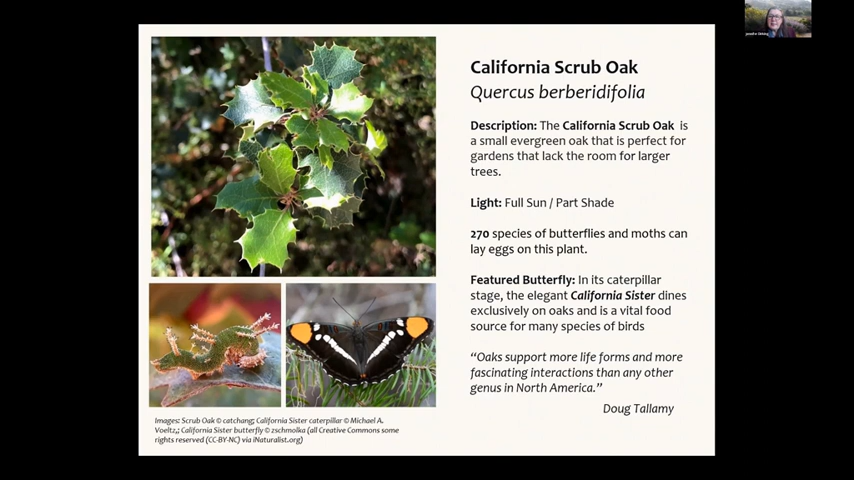 California Scrub Oak
Quercus berberidifolia
Description: The California Scrub Oak is
a small evergreen oak that is perfect for
gardens that lack the room for larger
trees.
Light: Full Sun / Part Shade
270 species of butterflies and moths can
lay eggs on this plant.
Featured Butterfly: In its caterpillar
stage, the elegant California Sister dines
exclusively on oaks and is a vital food
source for many species of birds
“Oaks support more life forms and more
fascinating interactions than any other
genus in North America.”
Doug Tallamy
Images: Scrub Oak © catchang; California Sister caterpillar © Michael A.
Voeltz,; California Sister butterfly © zschmolka (all Creative Commons some
rights reserved (CC-BY-NC) via iNaturalist.org)